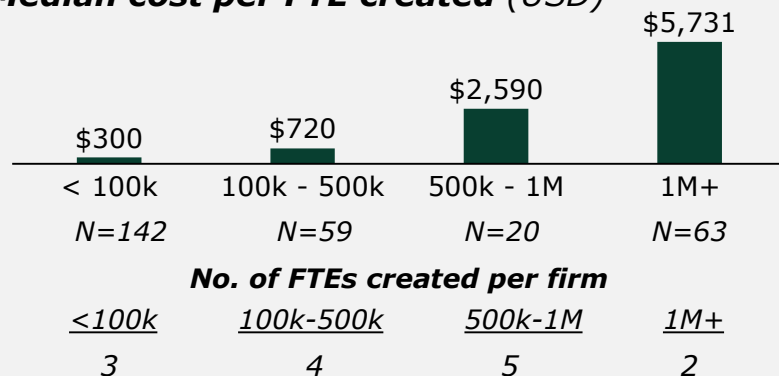 Median cost per FTE created (USD)
$5,731
$2,590
$720
$300
< 100k 100k - 500k 500k - 1M 1M+
N=142 N=59 N=20 N=63
No. of FTEs created per firm
<100k 100k-500k 500k-1M 1M+
3 4 5 2